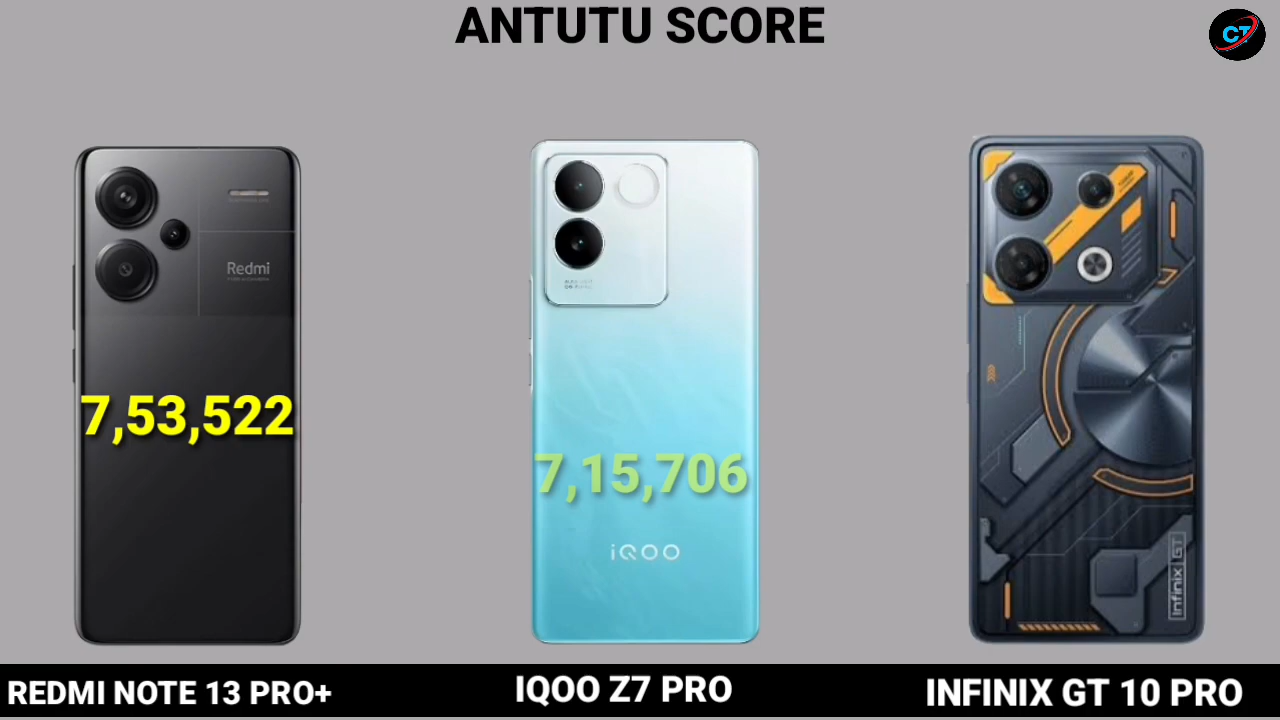 ANTUTU SCORE
CT
Redmi
7,53,522
7,15,706
iQOO
Infinix GT
REDMI NOTE 13 PRO+
IQOO Z7 PRO
INFINIX GT 10 PRO